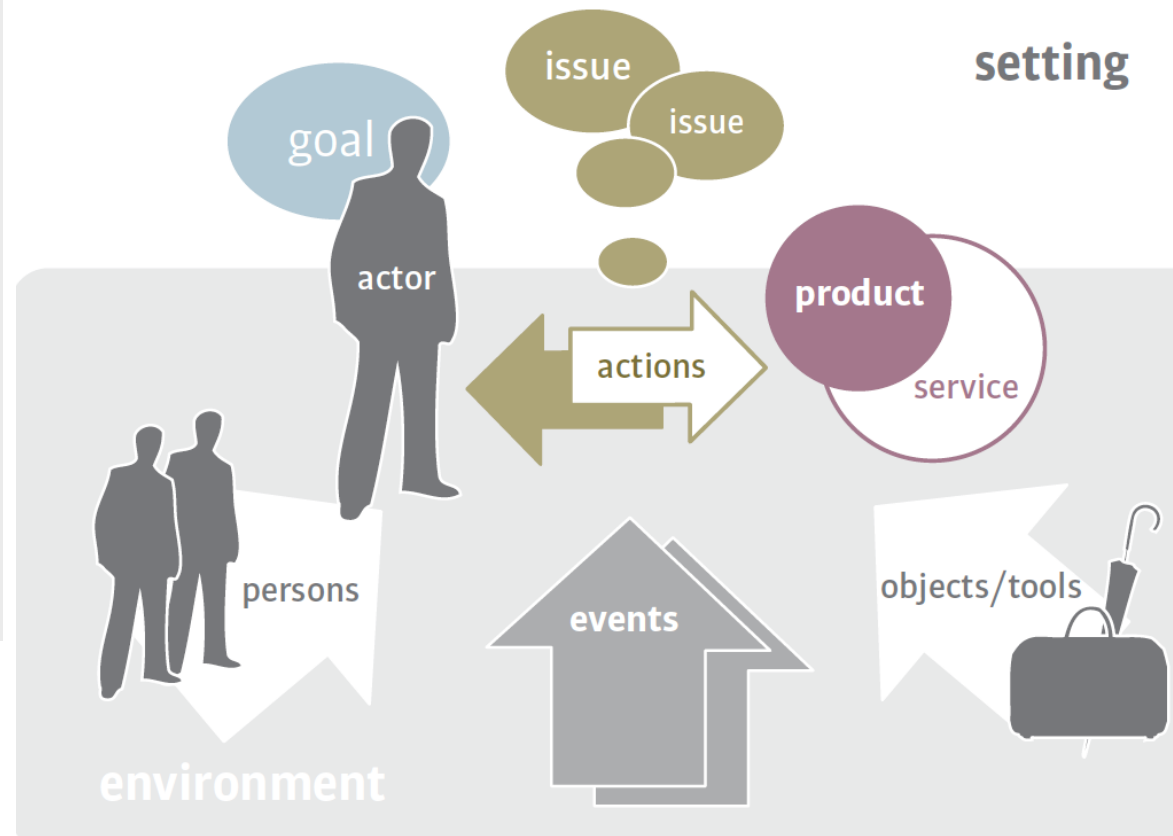 setting
issue
issue
goal
actor
product
service
actions
persons
events
objects/tools
environment